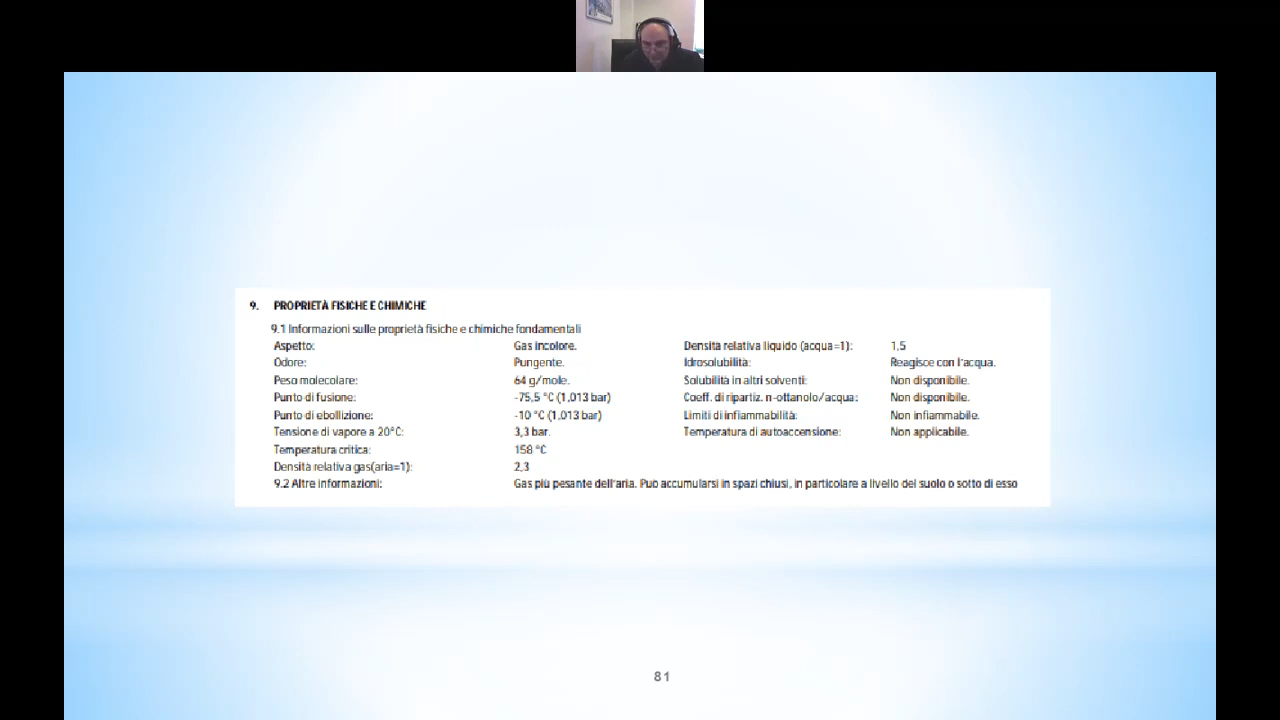 9. PROPRIETÀ FISICHE E CHIMICHE
9.1 Informazioni sulle proprietà fisiche e chimiche fondamentali
Aspetto: Gas incolore. Densità relativa liquido (acqua=1): 1,5
Odore: Pungente. Idrosolubilità: Reagisce con l'acqua.
Peso molecolare: 64 g/mole. Solubilità in altri solventi: Non disponibile.
Punto di fusione: -75,5 °C (1,013 bar) Coeff. di ripartiz. n-ottanolo/acqua: Non disponibile.
Punto di ebollizione: -10 °C (1,013 bar) Limiti di infiammabilità: Non infiammabile.
Tensione di vapore a 20°C: 3,3 bar. Temperatura di autoaccensione: Non applicabile.
Temperatura critica: 158 °C
Densità relativa gas(aria=1): 2,3
9.2 Altre informazioni: Gas più pesante dell'aria. Può accumularsi in spazi chiusi, in particolare a livello del suolo o sotto di esso
81